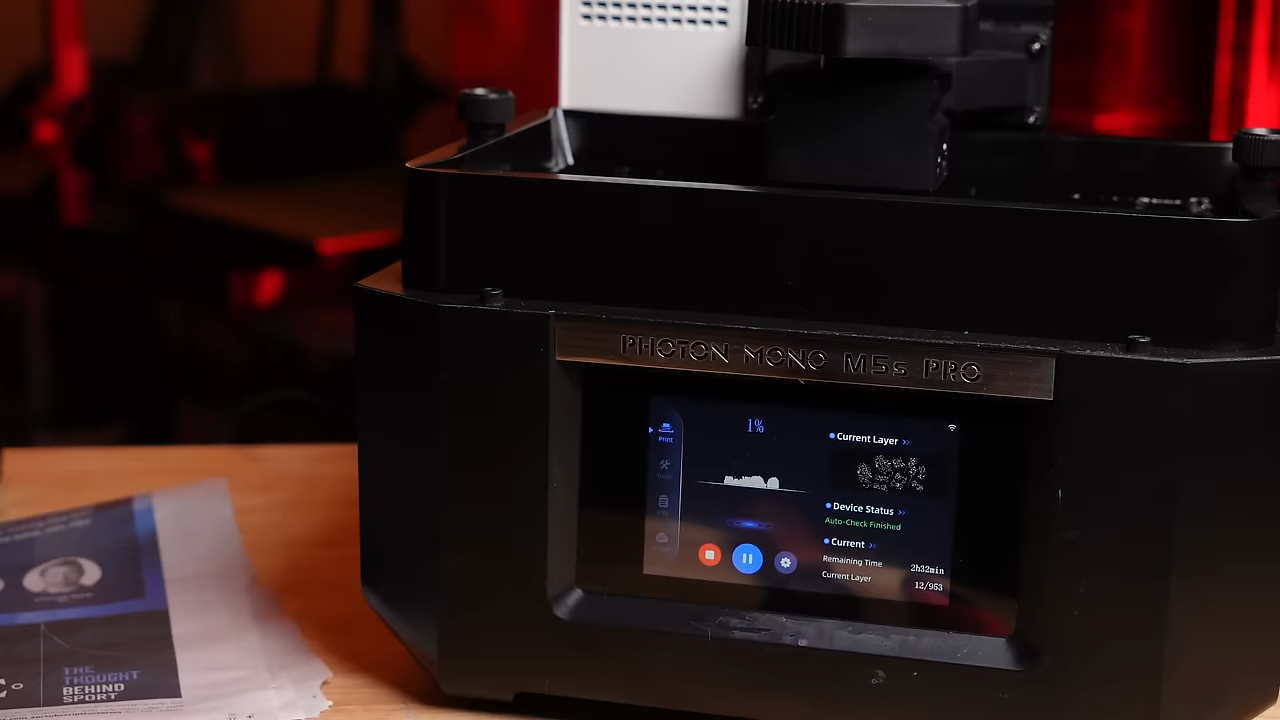 PHOTON MONO M5s PRO
1%
Print
Current Layer
Device Status
Auto-Check Finished
Current
Remaining Time 2h32min
Current Layer 12/953
THE
THOUGHT
BEHIND
SPORT